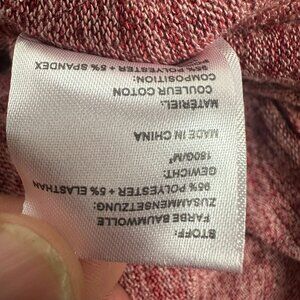 STOFF:
FARBE BAUMWOLLE
ZUSAMMENSETZUNG:
95% POLYESTER + 5% ELASTHAN
GEWICHT:
180G/M²
MADE IN CHINA
MATÉRIEL:
COULEUR COTON
COMPOSITION:
95% POLYESTER + 5% SPANDEX